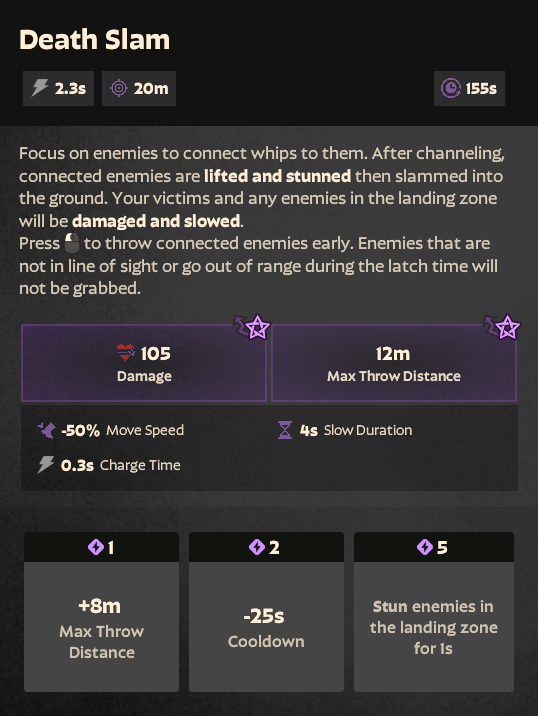 Death Slam
2.3s 20m 155s
Focus on enemies to connect whips to them. After channeling,
connected enemies are lifted and stunned then slammed into
the ground. Your victims and any enemies in the landing zone
will be damaged and slowed.
Press to throw connected enemies early. Enemies that are
not in line of sight or go out of range during the latch time will
not be grabbed.
105 12m
Damage Max Throw Distance
-50% Move Speed 4s Slow Duration
0.3s Charge Time
1 2 5
+8m
Max Throw
Distance
-25s
Cooldown
Stun enemies in
the landing zone
for 1s